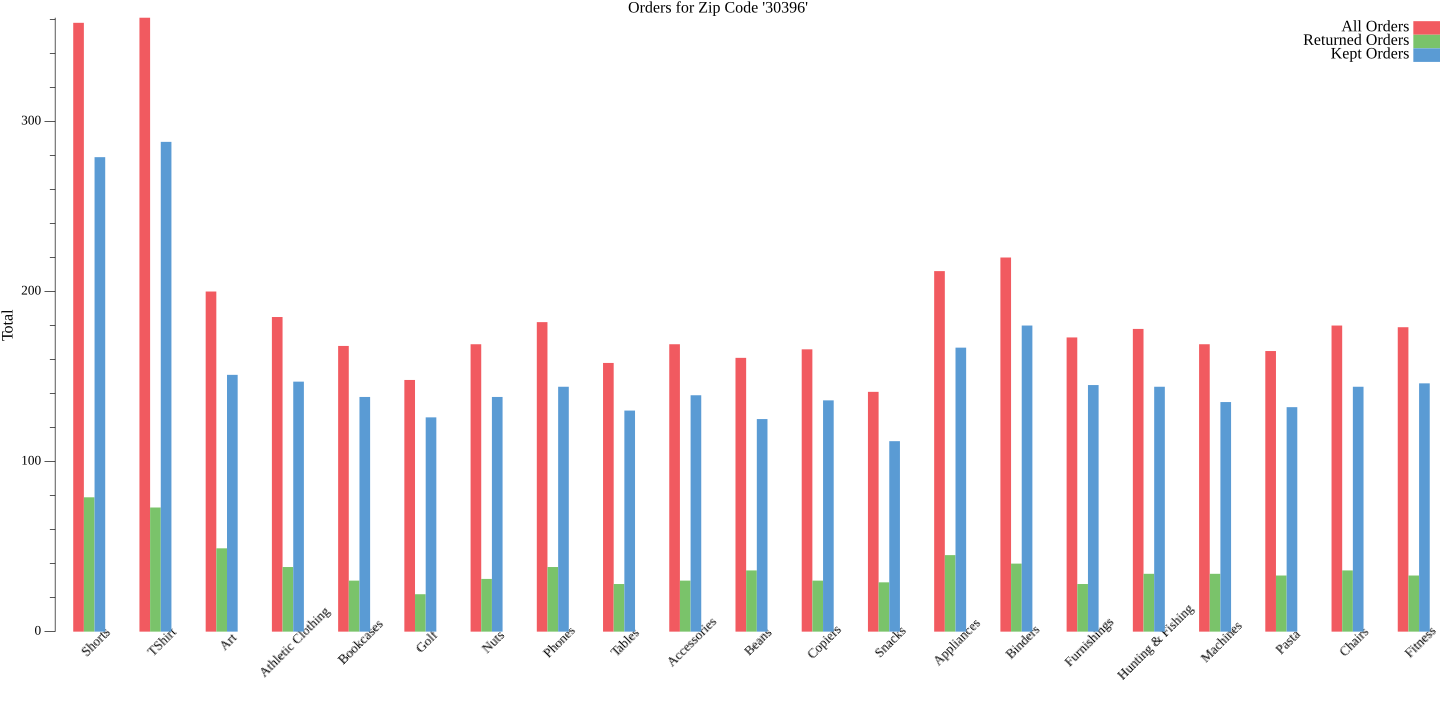 Orders for Zip Code '30396'
All Orders
Returned Orders
Kept Orders
Total
300
200
100
0
Shorts
TShirt
Art
Athletic Clothing
Bookcases
Golf
Nuts
Phones
Tables
Accessories
Beans
Copiers
Snacks
Appliances
Binders
Furnishings
Hunting & Fishing
Machines
Pasta
Chairs
Fitness